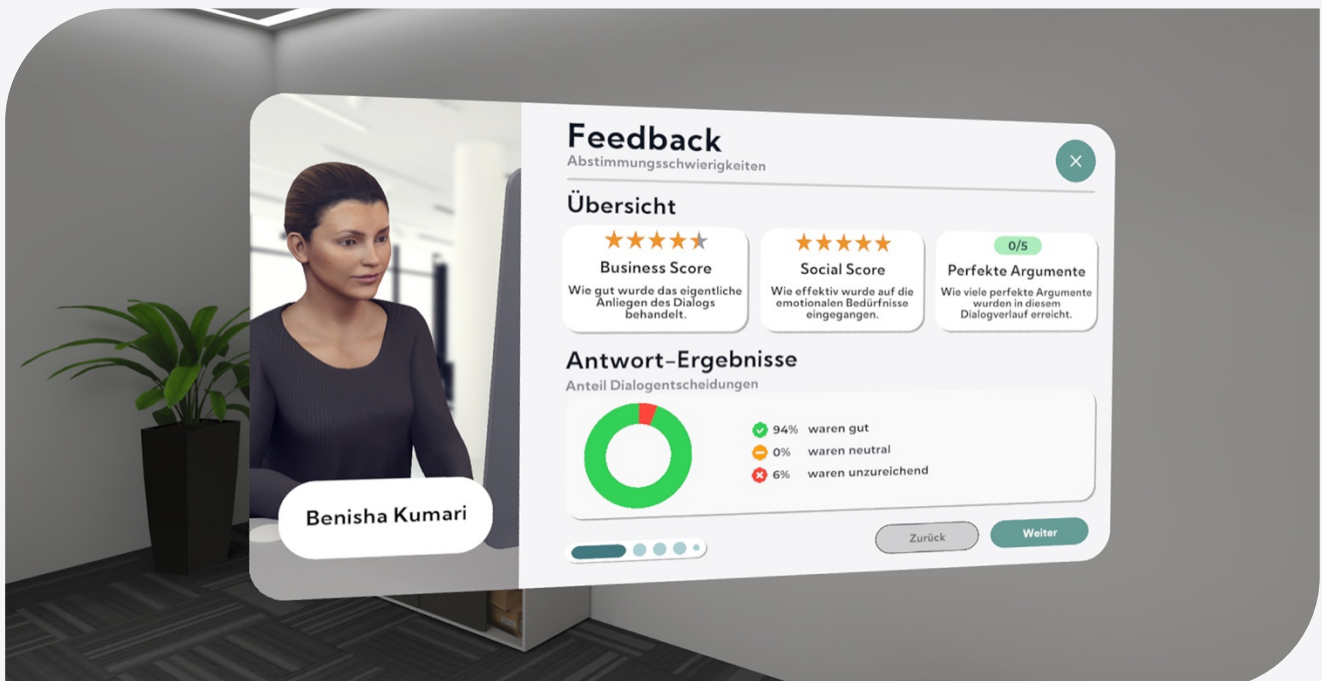 Feedback
Abstimmungsschwierigkeiten
Übersicht
Business Score
Wie gut wurde das eigentliche
Anliegen des Dialogs
behandelt.
Social Score
Wie effektiv wurde auf die
emotionalen Bedürfnisse
eingegangen.
0/5
Perfekte Argumente
Wie viele perfekte Argumente
wurden in diesem
Dialogverlauf erreicht.
Antwort-Ergebnisse
Anteil Dialogentscheidungen
94% waren gut
0% waren neutral
6% waren unzureichend
Benisha Kumari
Zurück
Weiter